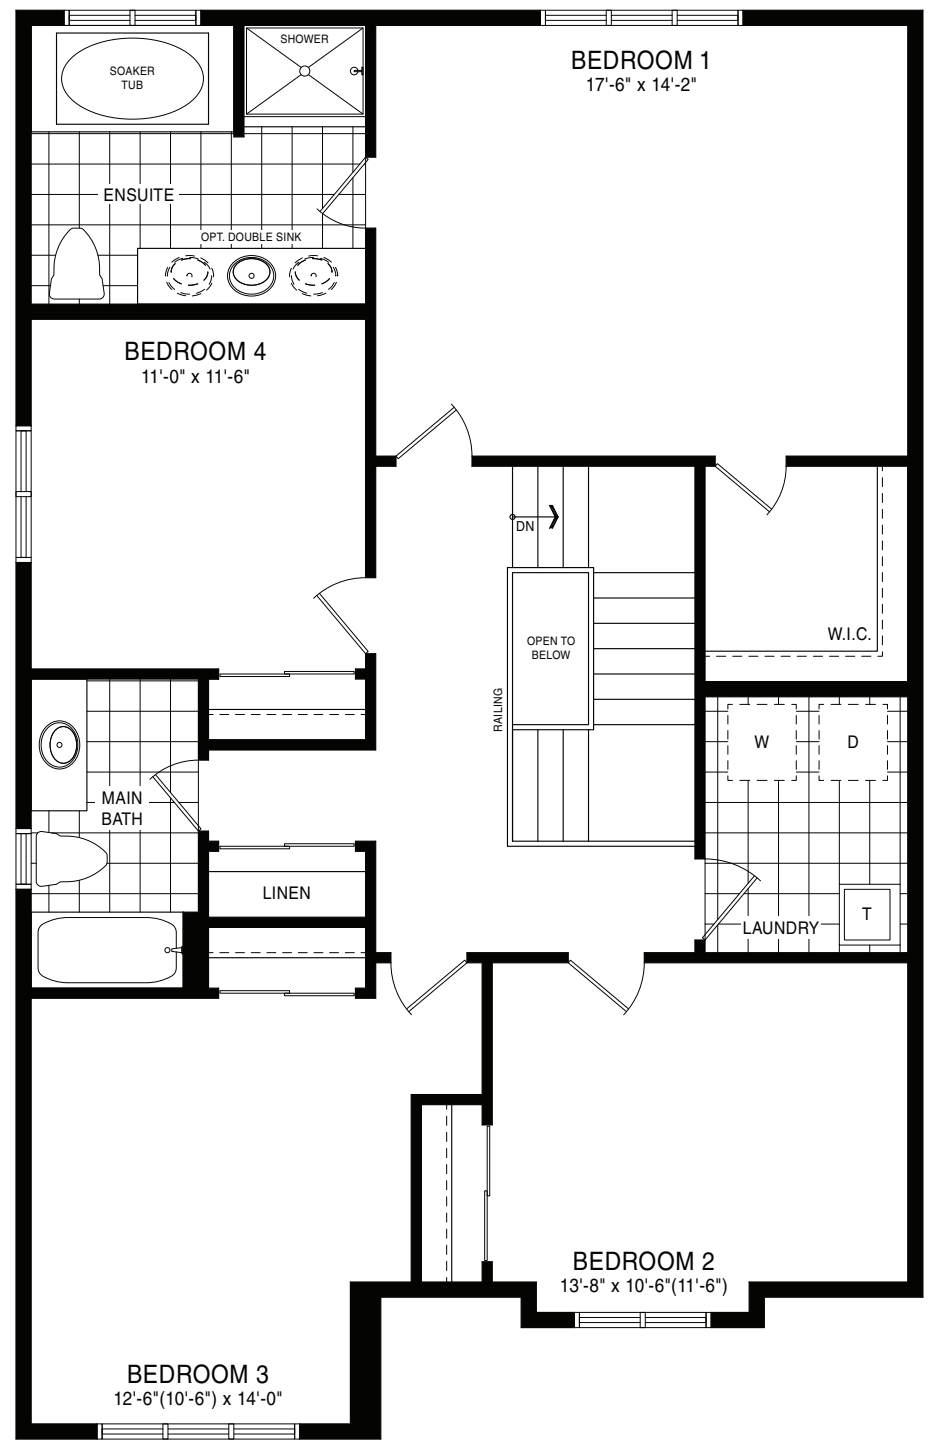 SHOWER
SOAKER
TUB
BEDROOM 1
17'-6" x 14'-2"
ENSUITE
OPT. DOUBLE SINK
BEDROOM 4
11'-0" x 11'-6"
DN
OPEN TO
BELOW
W.I.C.
RAILING
W
D
MAIN
BATH
LINEN
T
LAUNDRY
BEDROOM 2
13'-8" x 10'-6"(11'-6")
BEDROOM 3
12'-6"(10'-6") x 14'-0"